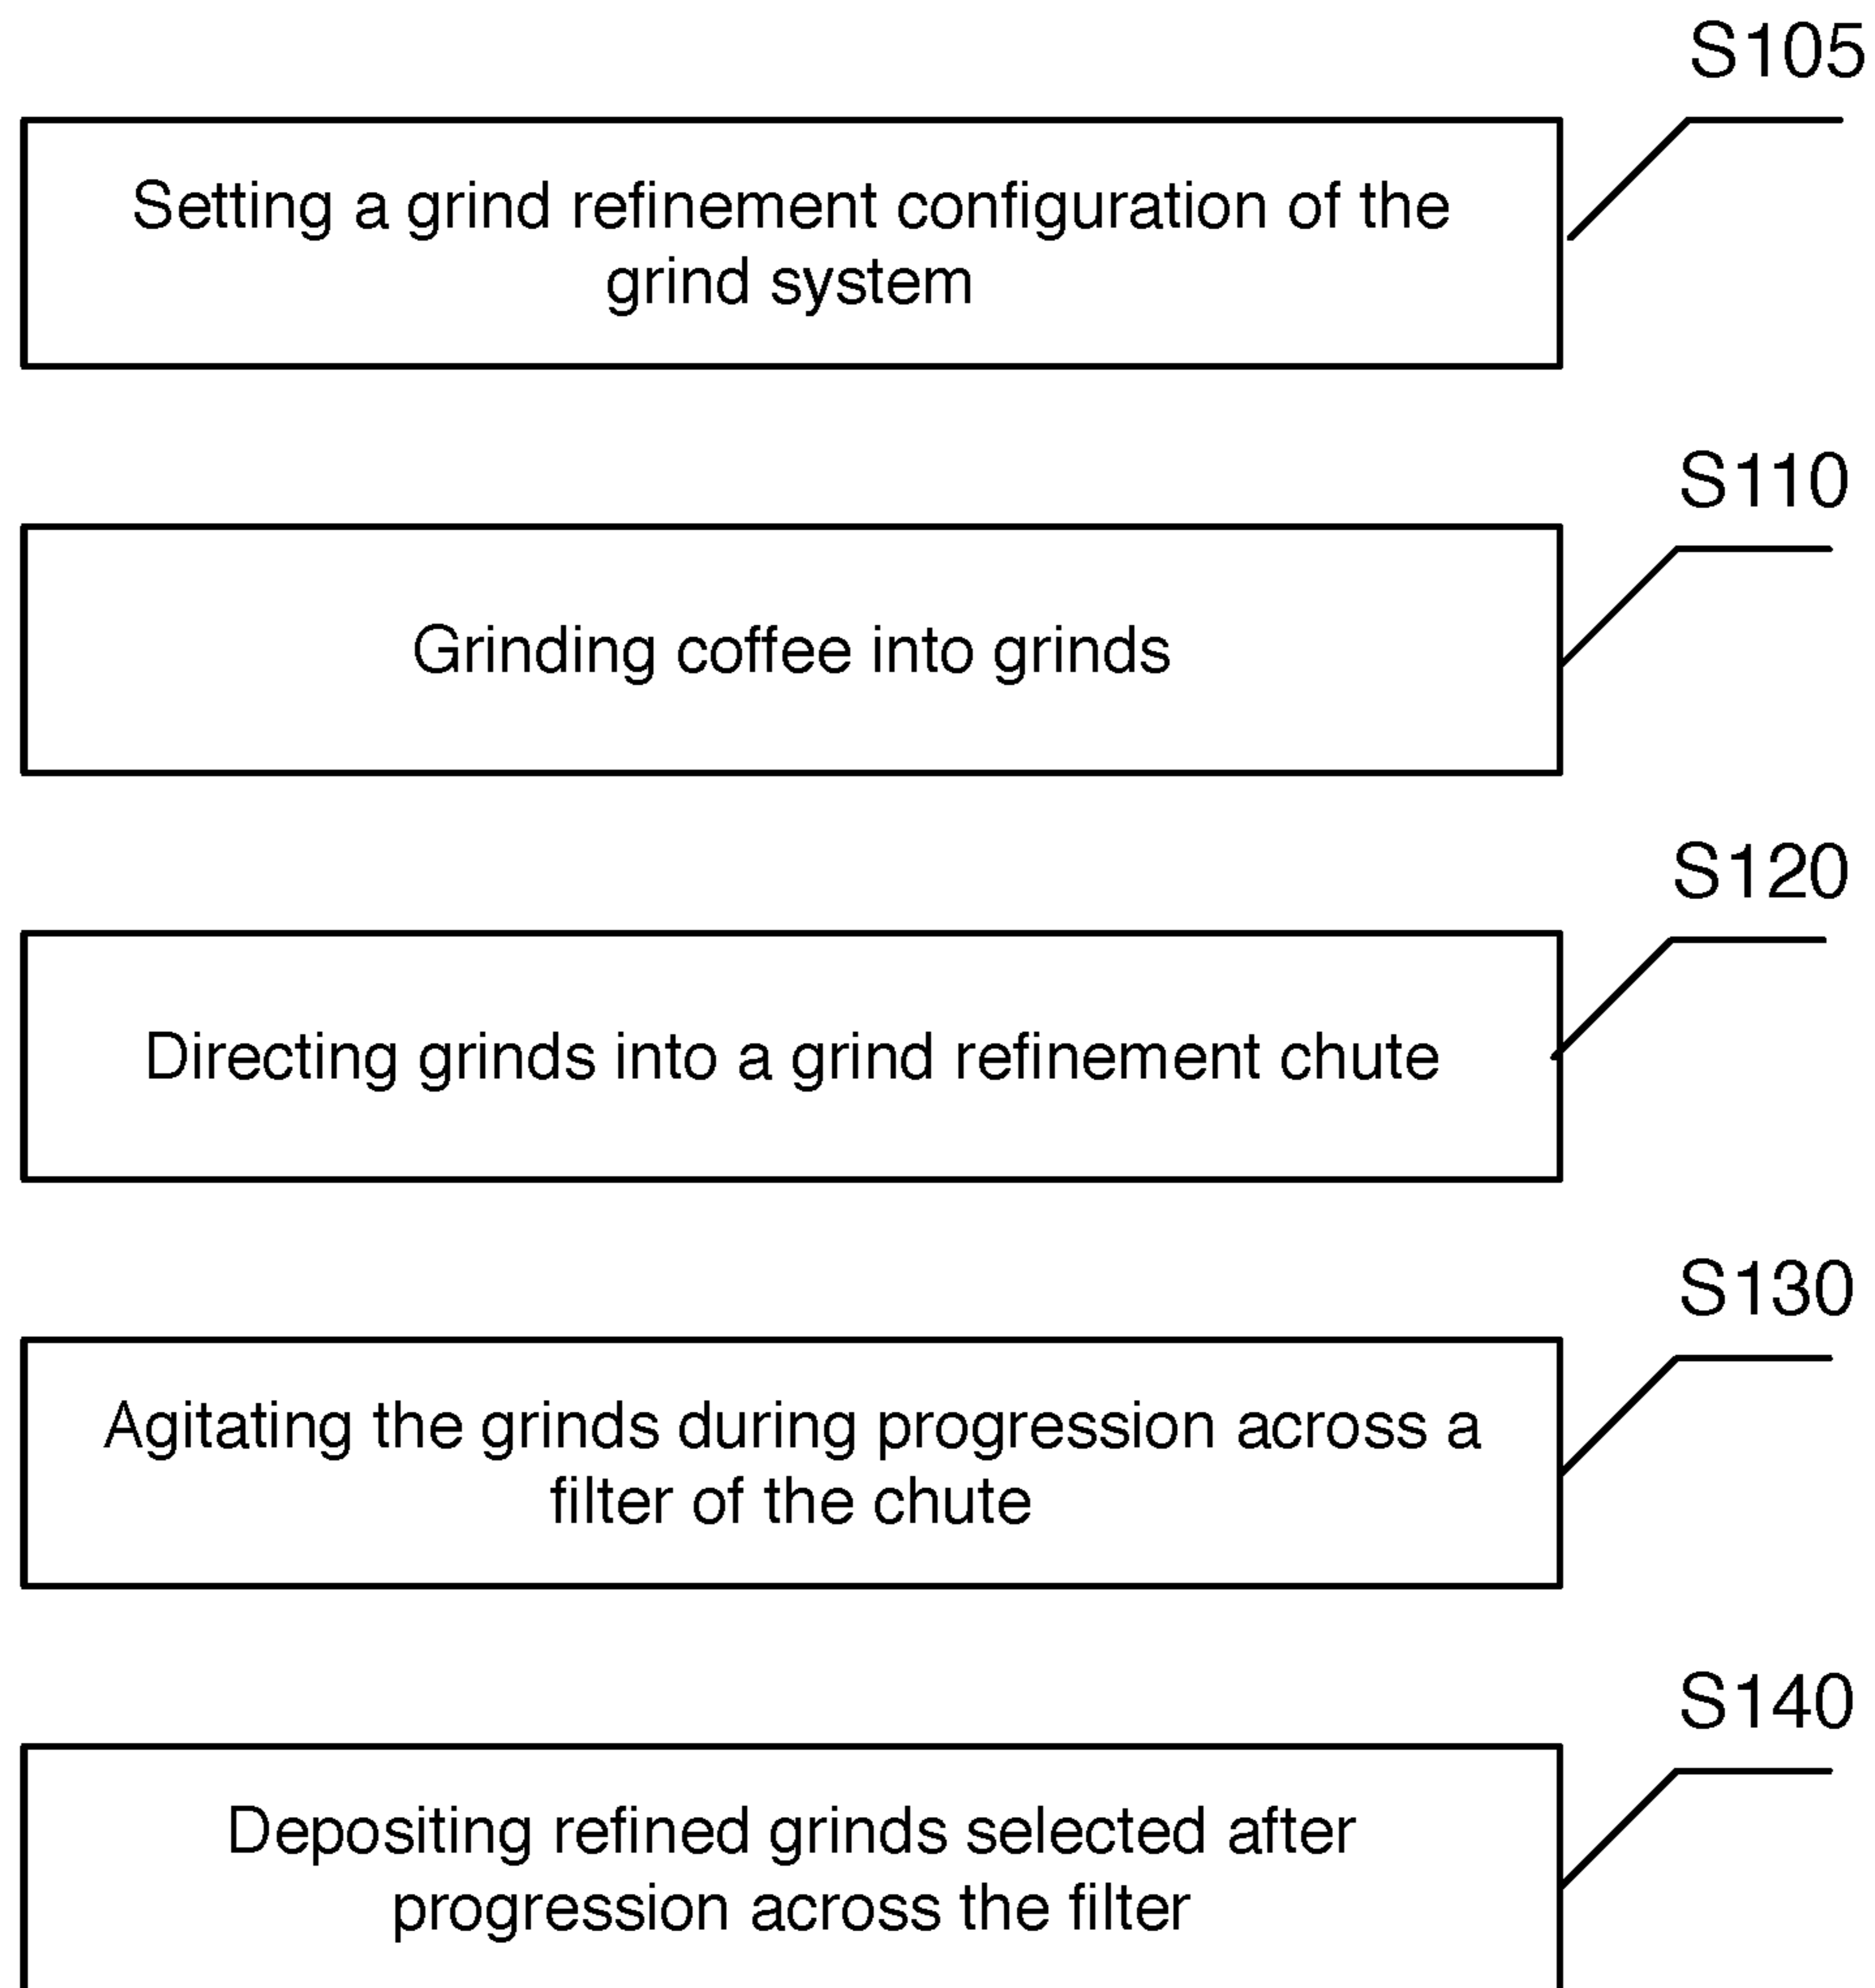 S105
Setting a grind refinement configuration of the
grind system
S110
Grinding coffee into grinds
S120
Directing grinds into a grind refinement chute
S130
Agitating the grinds during progression across a
filter of the chute
S140
Depositing refined grinds selected after
progression across the filter